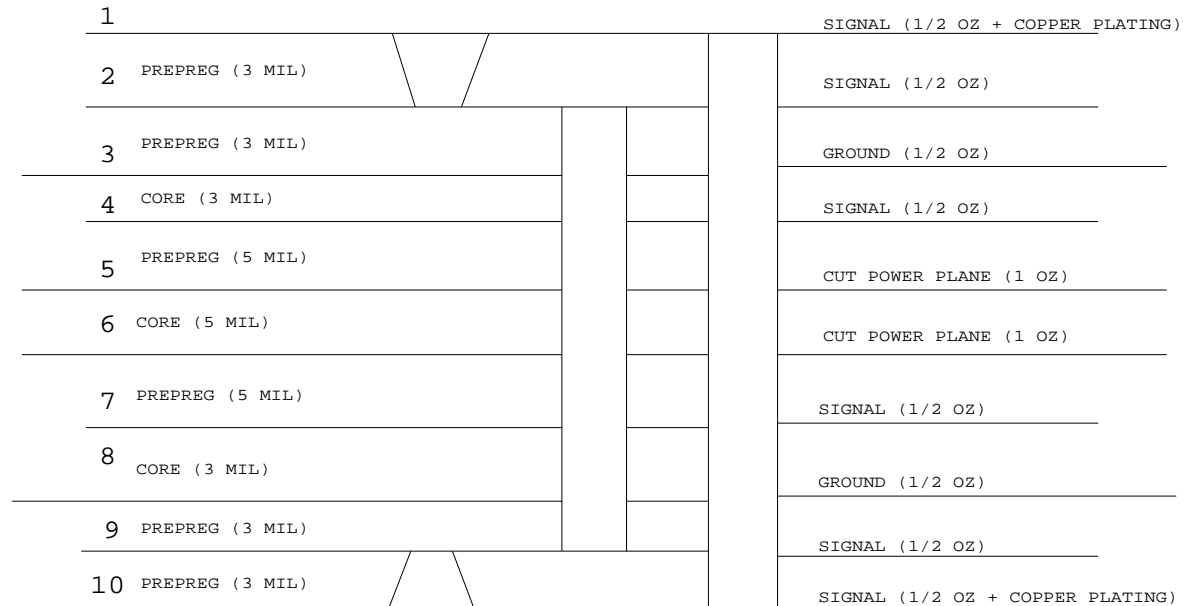 1
SIGNAL (1/2 OZ + COPPER PLATING)
2 PREPREG (3 MIL)
SIGNAL (1/2 OZ)
3 PREPREG (3 MIL)
GROUND (1/2 OZ)
4 CORE (3 MIL)
SIGNAL (1/2 OZ)
5 PREPREG (5 MIL)
CUT POWER PLANE (1 OZ)
6 CORE (5 MIL)
CUT POWER PLANE (1 OZ)
7 PREPREG (5 MIL)
SIGNAL (1/2 OZ)
8 CORE (3 MIL)
GROUND (1/2 OZ)
9 PREPREG (3 MIL)
SIGNAL (1/2 OZ)
10 PREPREG (3 MIL)
SIGNAL (1/2 OZ + COPPER PLATING)